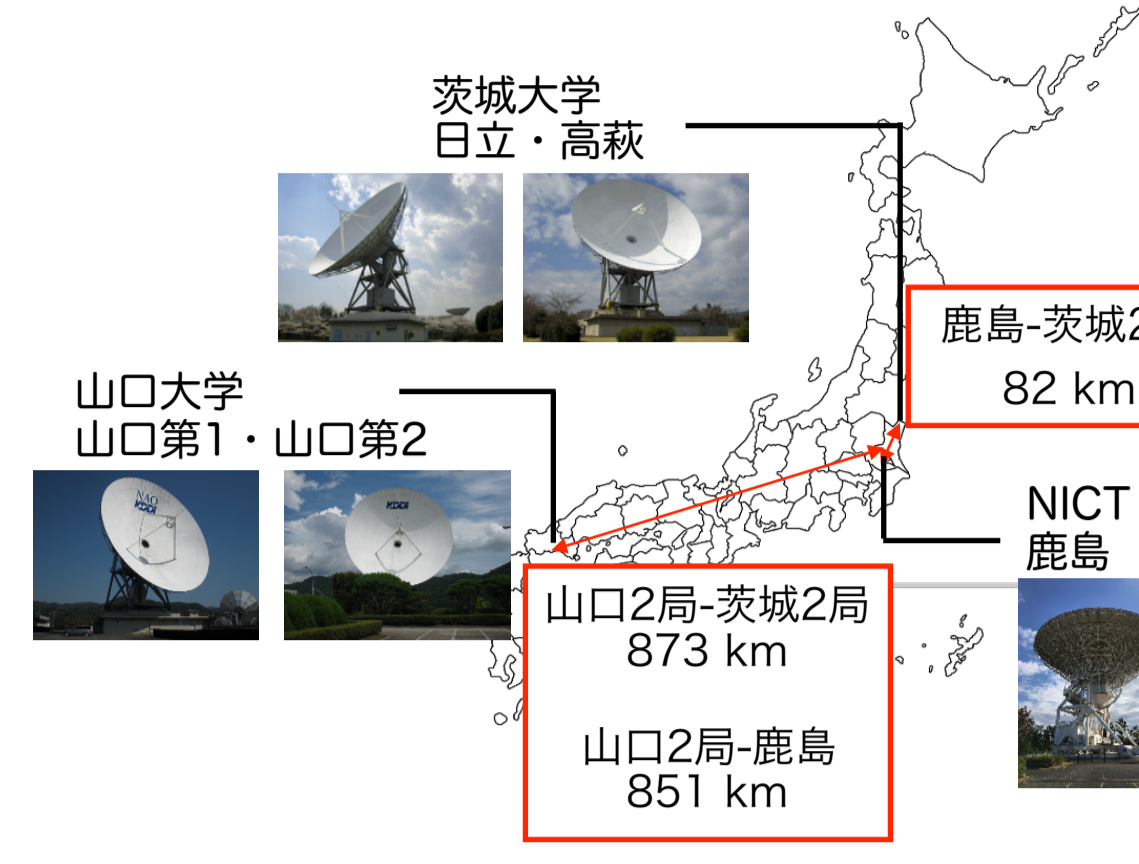 茨城大学
日立・高萩
鹿島-茨城2
82 km
山口大学
山口第1・山口第2
NAO
KDDI
KDDI
NICT
鹿島
山口2局-茨城2局
873 km
山口2局-鹿島
851 km